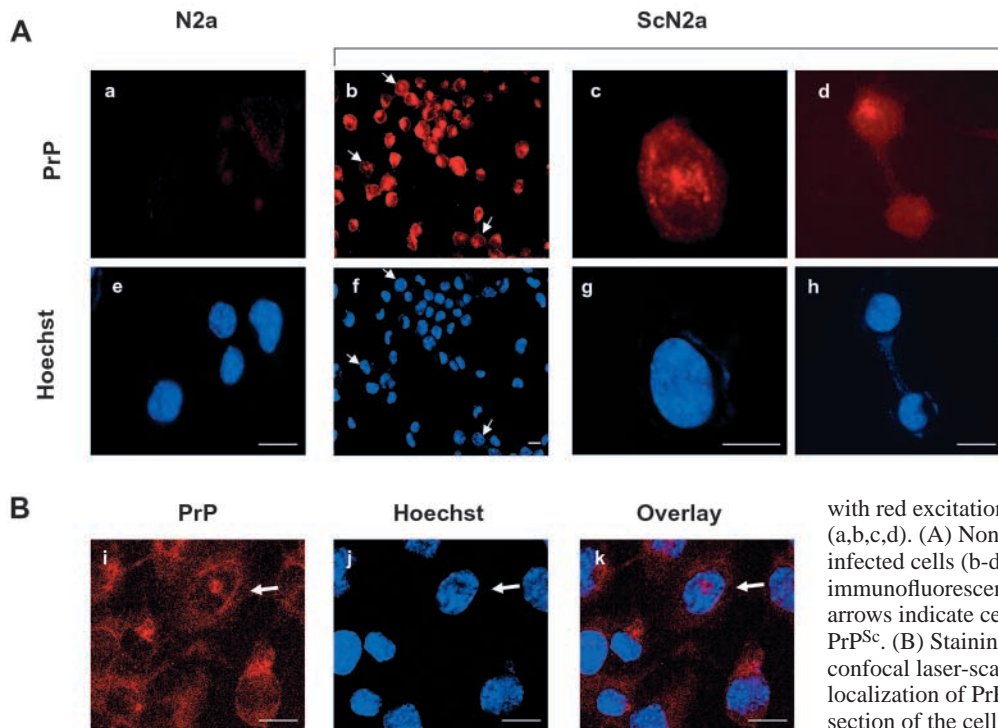 A
N2a
ScN2a
PrP
a
b
c
d
Hoechst
e
f
g
h
B
PrP
Hoechst
Overlay
i
j
k
with red excitation
(a,b,c,d). (A) Non
infected cells (b-d
immunofluorescen
arrows indicate ce
PrPSc. (B) Staining
confocal laser-sca
localization of PrP
section of the cell